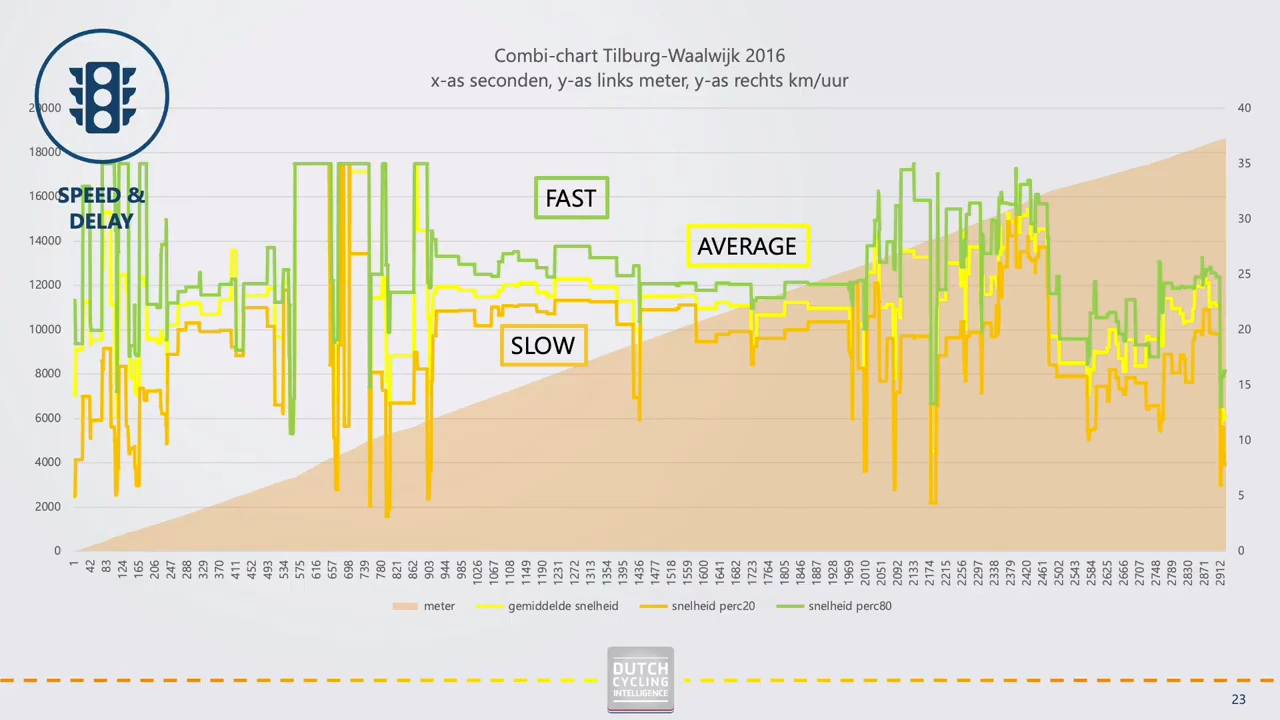 Combi-chart Tilburg-Waalwijk 2016
x-as seconden, y-as links meter, y-as rechts km/uur
SPEED &
DELAY
20000
18000
16000
14000
12000
10000
8000
6000
4000
2000
0
40
35
30
25
20
15
10
5
0
FAST
AVERAGE
SLOW
1 42 83 124 165 206 247 288 329 370 411 452 493 534 575 616 657 698 739 780 821 862 903 944 985 1026 1067 1108 1149 1190 1231 1272 1313 1354 1395 1436 1477 1518 1559 1600 1641 1682 1723 1764 1805 1846 1887 1928 1969 2010 2051 2092 2133 2174 2215 2256 2297 2338 2379 2420 2461 2502 2543 2584 2625 2666 2707 2748 2789 2830 2871 2912
meter gemiddelde snelheid snelheid perc20 snelheid perc80
DUTCH
CYCLING
INTELLIGENCE
23